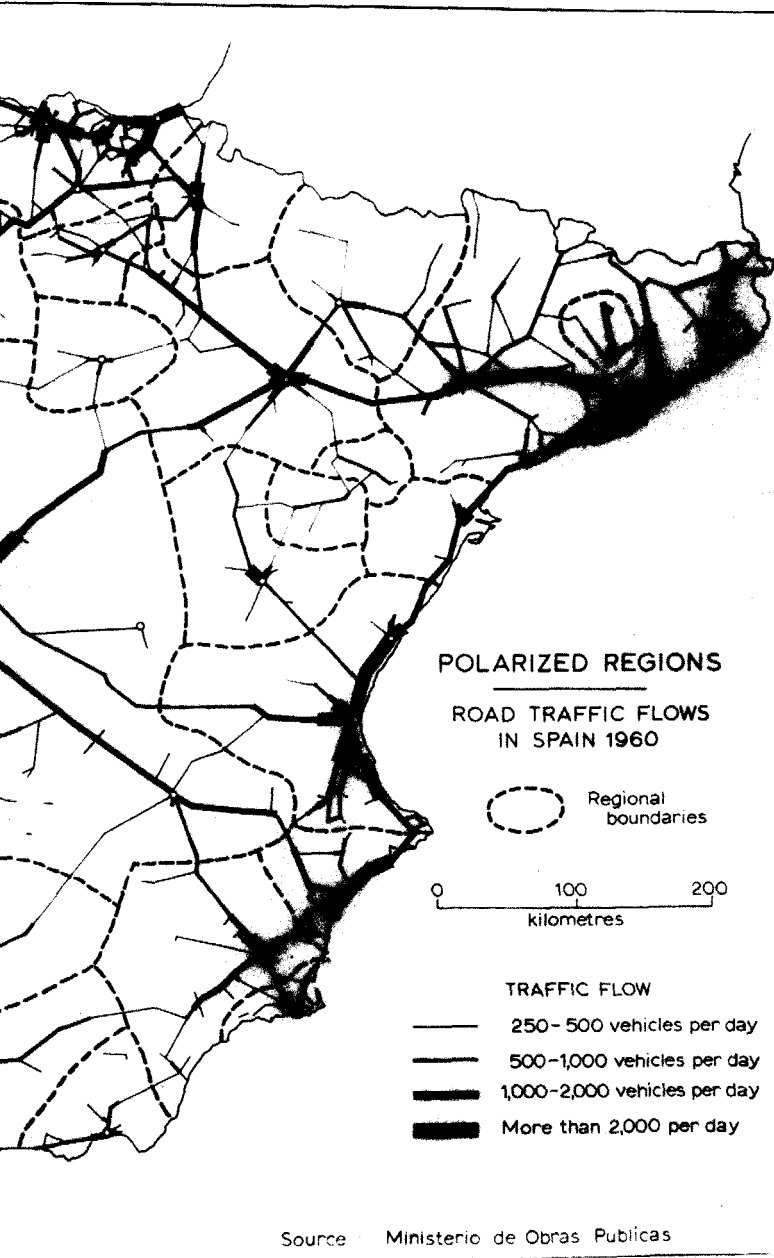 POLARIZED REGIONS
ROAD TRAFFIC FLOWS
IN SPAIN 1960
Regional
boundaries
0 100 200
kilometres
TRAFFIC FLOW
250-500 vehicles per day
500-1,000 vehicles per day
1,000-2,000 vehicles per day
More than 2,000 per day
Source Ministerio de Obras Publicas